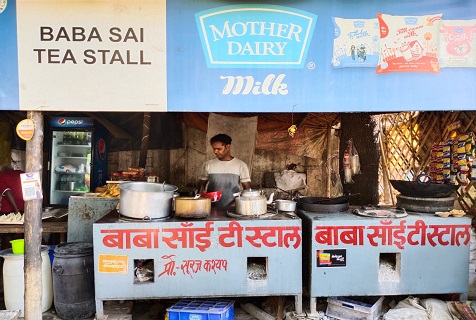 BABA SAI
TEA STALL
MOTHER
DAIRY
Milk
pepsi
बाबा साँई टी स्टाल
प्रो.- सूरज कश्यप
बाबा साँई टी स्टाल